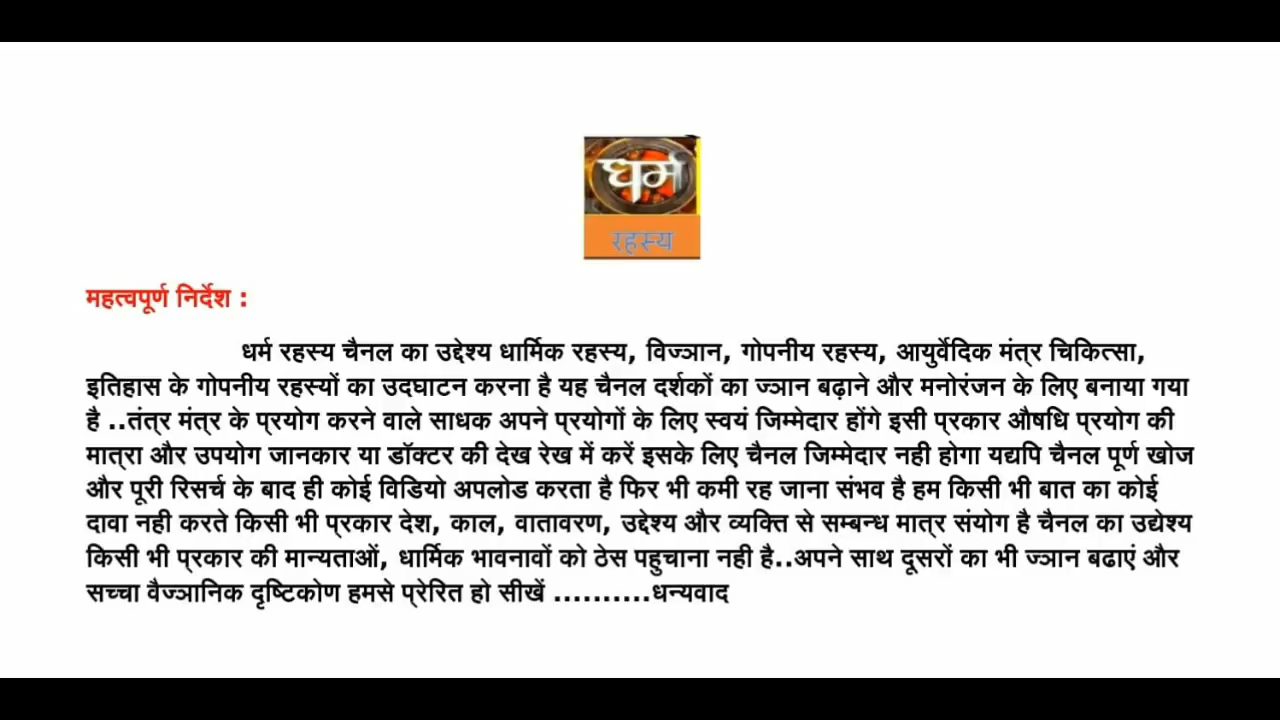 धर्म
रहस्य
महत्वपूर्ण निर्देश :
धर्म रहस्य चैनल का उद्देश्य धार्मिक रहस्य, विज्ञान, गोपनीय रहस्य, आयुर्वेदिक मंत्र चिकित्सा,
इतिहास के गोपनीय रहस्यों का उदघाटन करना है यह चैनल दर्शकों का ज्ञान बढ़ाने और मनोरंजन के लिए बनाया गया
है ..तंत्र मंत्र के प्रयोग करने वाले साधक अपने प्रयोगों के लिए स्वयं जिम्मेदार होंगे इसी प्रकार औषधि प्रयोग की
मात्रा और उपयोग जानकार या डॉक्टर की देख रेख में करें इसके लिए चैनल जिम्मेदार नही होगा यद्यपि चैनल पूर्ण खोज
और पूरी रिसर्च के बाद ही कोई विडियो अपलोड करता है फिर भी कमी रह जाना संभव है हम किसी भी बात का कोई
दावा नही करते किसी भी प्रकार देश, काल, वातावरण, उद्देश्य और व्यक्ति से सम्बन्ध मात्र संयोग है चैनल का उद्येश्य
किसी भी प्रकार की मान्यताओं, धार्मिक भावनावों को ठेस पहुचाना नही है..अपने साथ दूसरों का भी ज्ञान बढाएं और
सच्चा वैज्ञानिक दृष्टिकोण हमसे प्रेरित हो सीखें ..........धन्यवाद